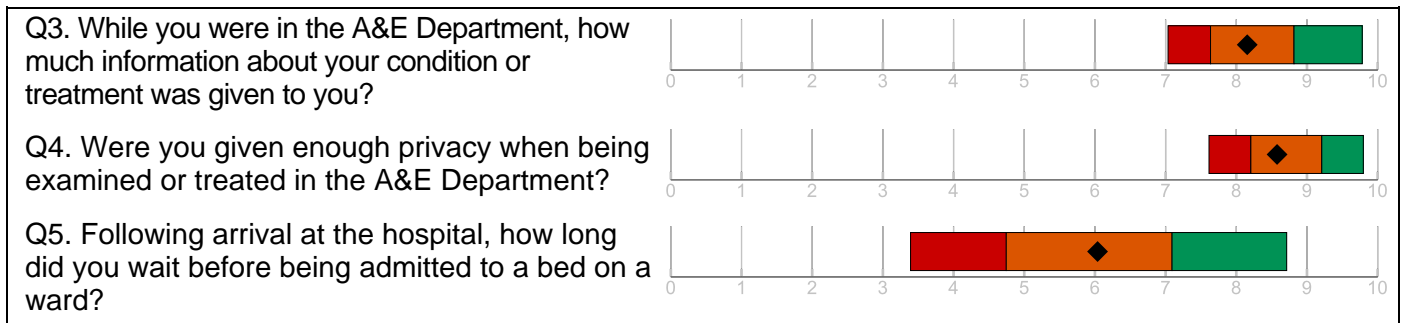 Q3. While you were in the A&E Department, how
much information about your condition or
treatment was given to you?
0 1 2 3 4 5 6 7 8 9 10
Q4. Were you given enough privacy when being
examined or treated in the A&E Department?
0 1 2 3 4 5 6 7 8 9 10
Q5. Following arrival at the hospital, how long
did you wait before being admitted to a bed on a
ward?
0 1 2 3 4 5 6 7 8 9 10